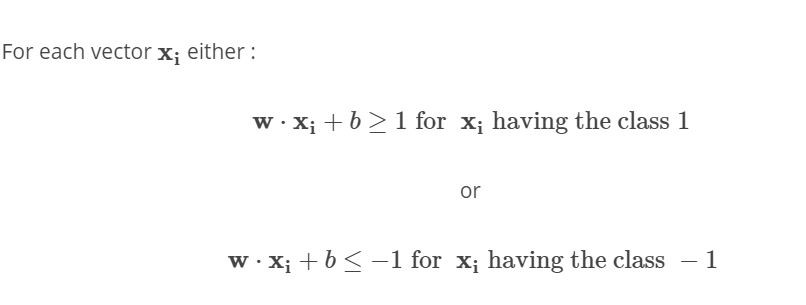 For each vector xᵢ either :
w · xᵢ + b ≥ 1 for xᵢ having the class 1
or
w · xᵢ + b ≤ −1 for xᵢ having the class − 1